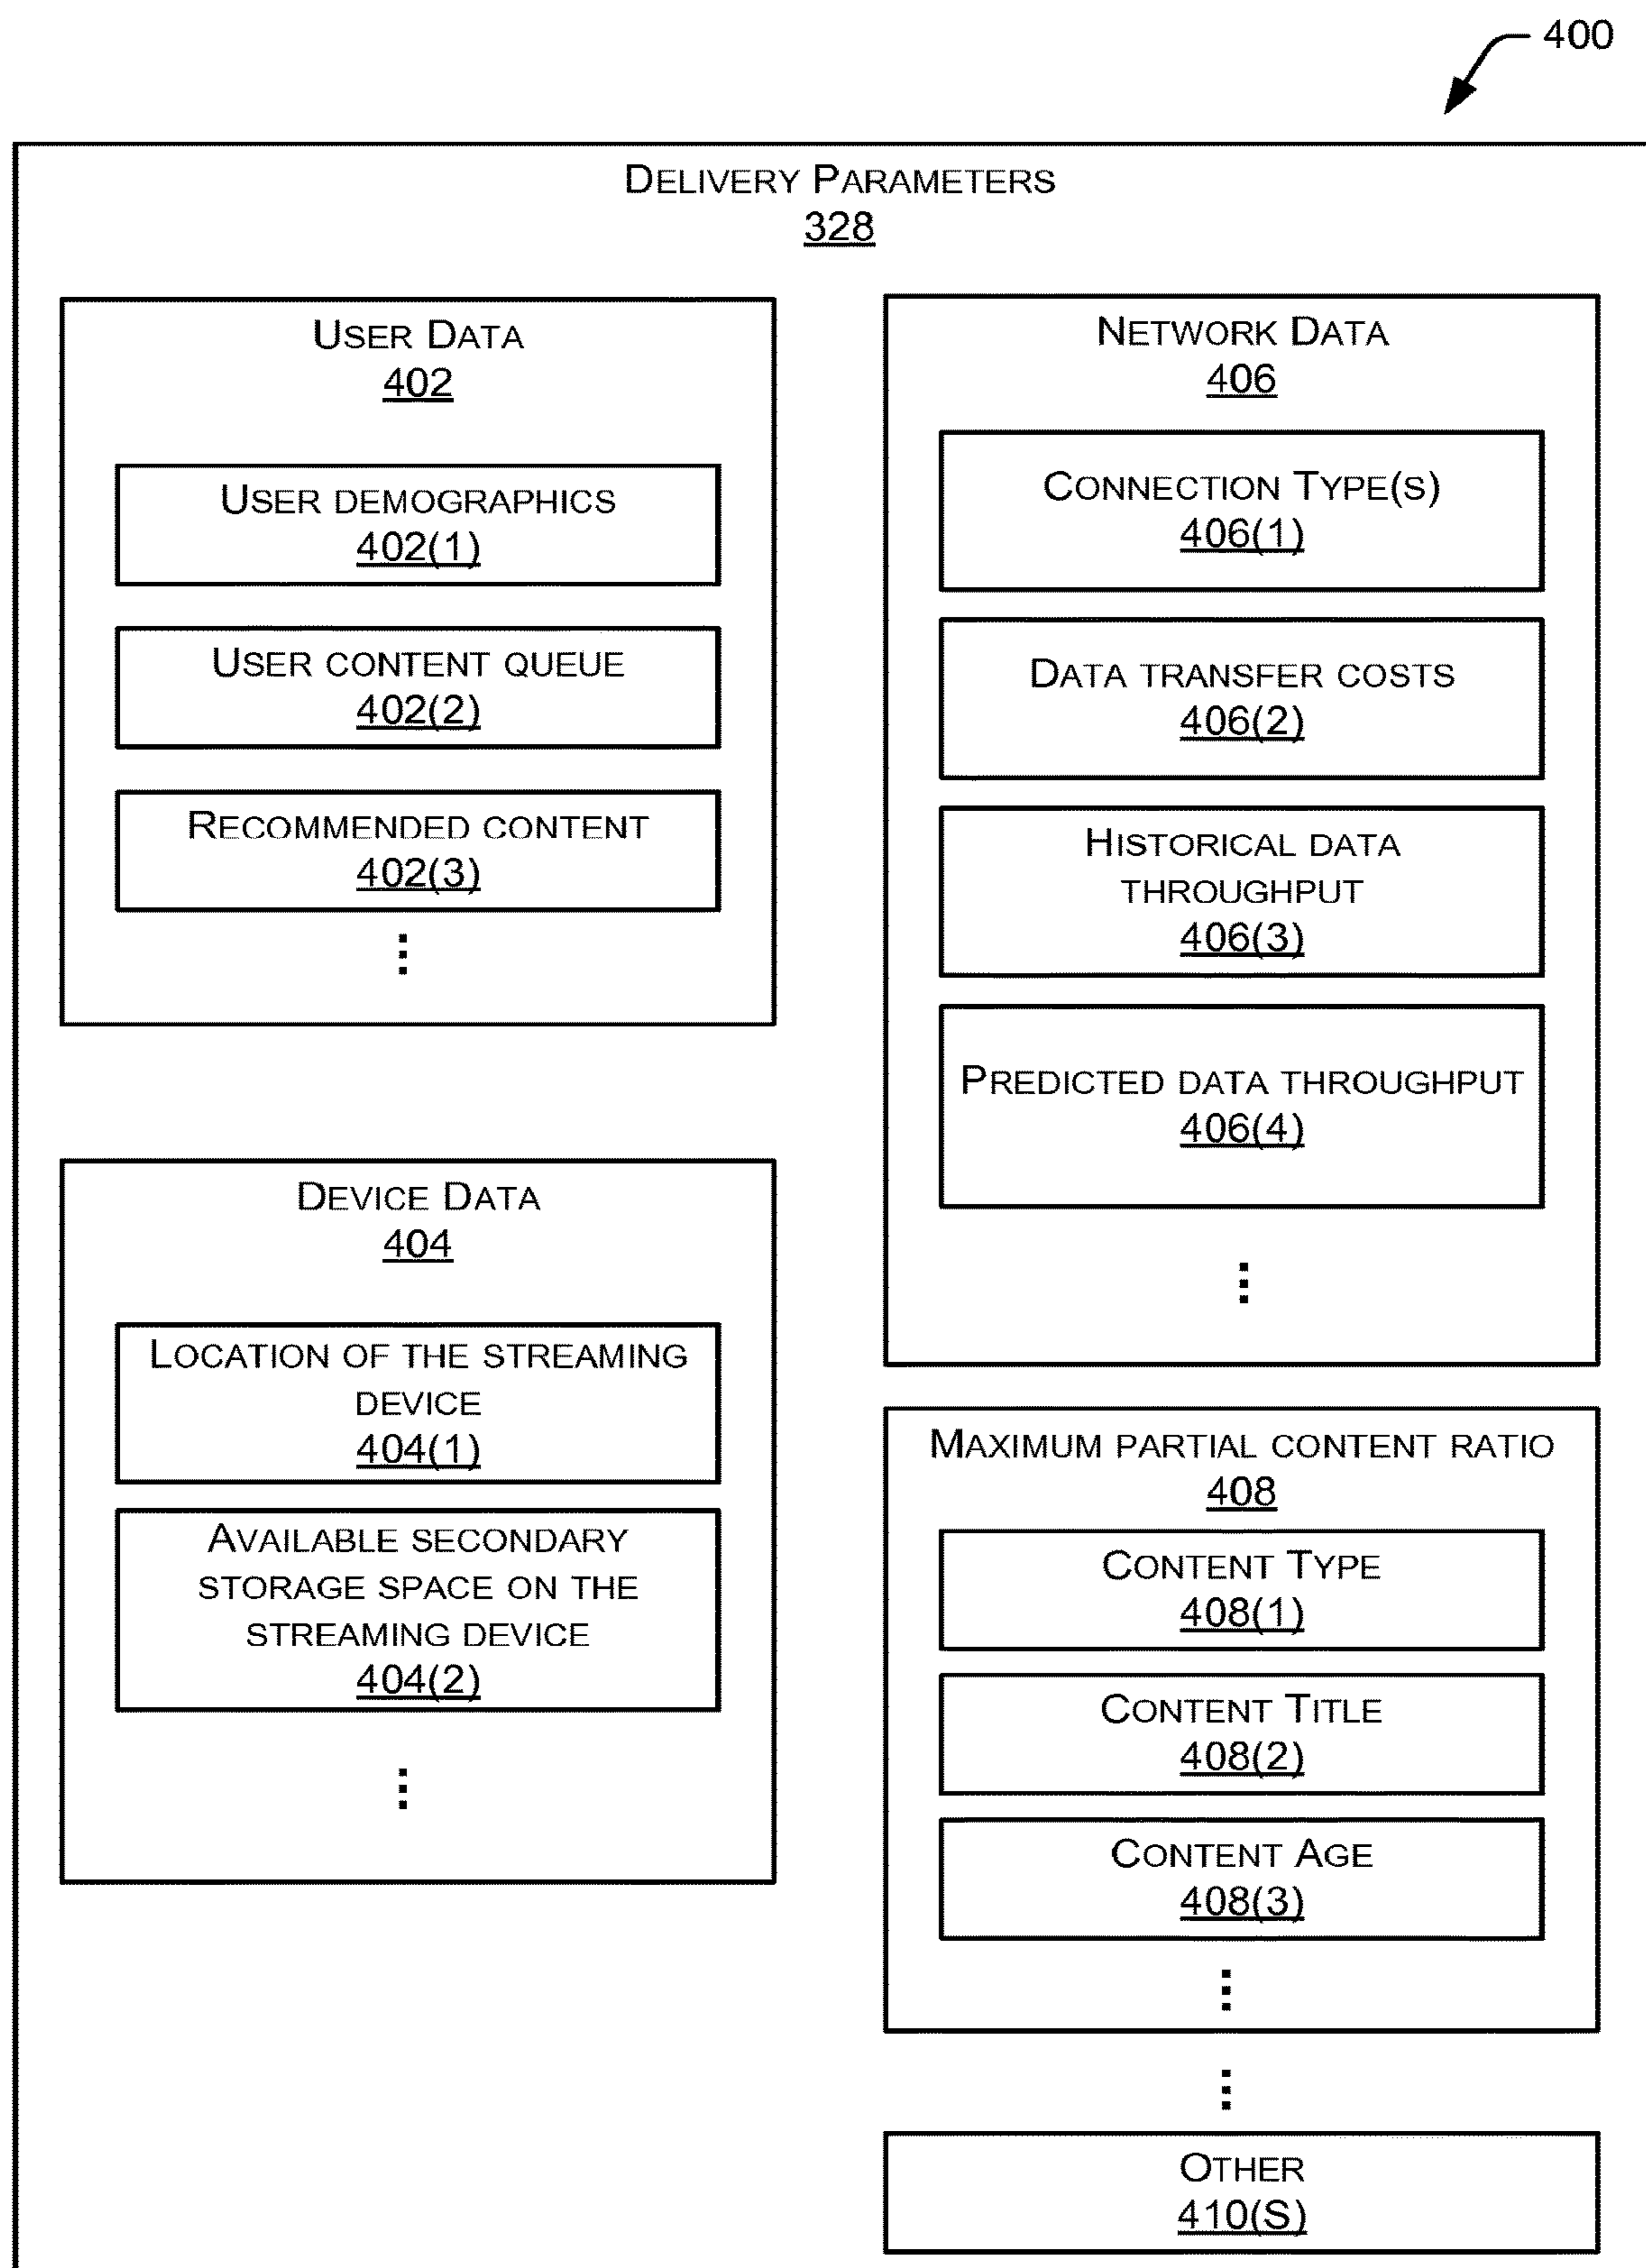 400
DELIVERY PARAMETERS
328
USER DATA
402
USER DEMOGRAPHICS
402(1)
USER CONTENT QUEUE
402(2)
RECOMMENDED CONTENT
402(3)
DEVICE DATA
404
LOCATION OF THE STREAMING
DEVICE
404(1)
AVAILABLE SECONDARY
STORAGE SPACE ON THE
STREAMING DEVICE
404(2)
NETWORK DATA
406
CONNECTION TYPE(S)
406(1)
DATA TRANSFER COSTS
406(2)
HISTORICAL DATA
THROUGHPUT
406(3)
PREDICTED DATA THROUGHPUT
406(4)
MAXIMUM PARTIAL CONTENT RATIO
408
CONTENT TYPE
408(1)
CONTENT TITLE
408(2)
CONTENT AGE
408(3)
OTHER
410(S)